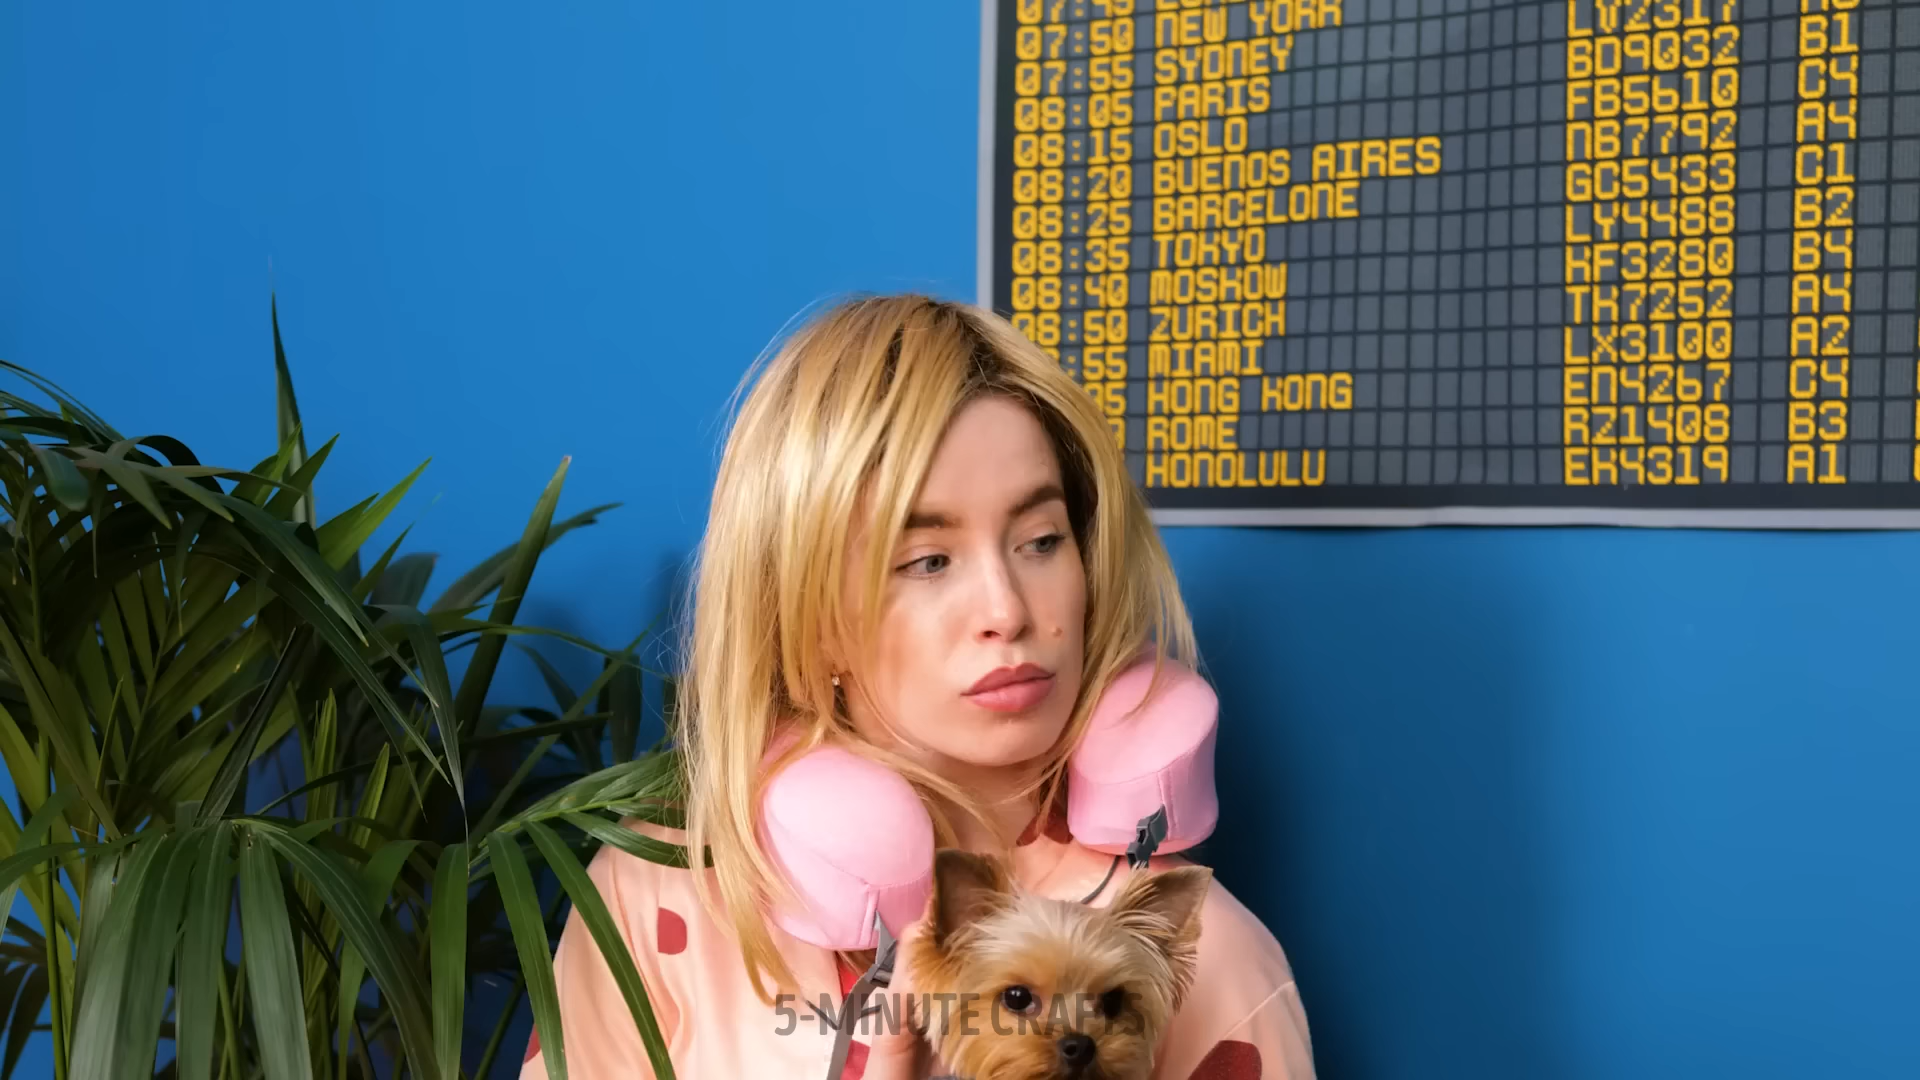 07:50 NEW YORK
07:55 SYDNEY LV2317
08:05 PARIS BD9032 B1
08:15 OSLO FB5610 C4
08:20 BUENOS AIRES NB7792 A4
08:25 BARCELONE GC5433 C1
08:35 TOKYO LY4488 B2
08:40 MOSKOW KF3280 B4
08:50 ZURICH TK7252 A4
:55 MIAMI LX3100 A2
05 HONG KONG EN4267 C4
ROME RZ1408 B3
HONOLULU EK4319 A1
5-MINUTE CRAFTS